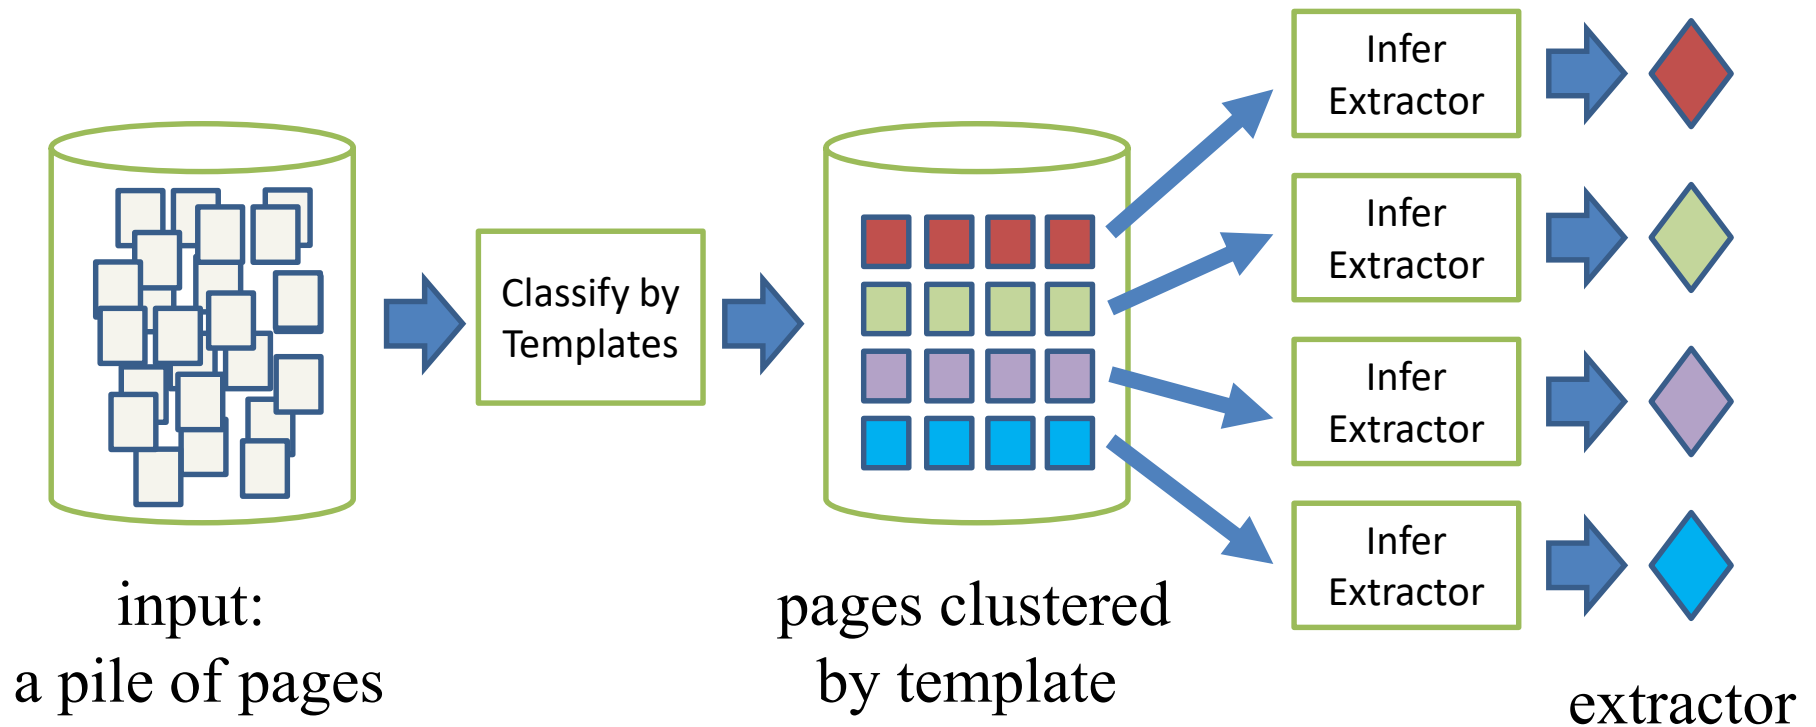 input:
a pile of pages
Classify by
Templates
pages clustered
by template
Infer
Extractor
Infer
Extractor
Infer
Extractor
Infer
Extractor
extractor